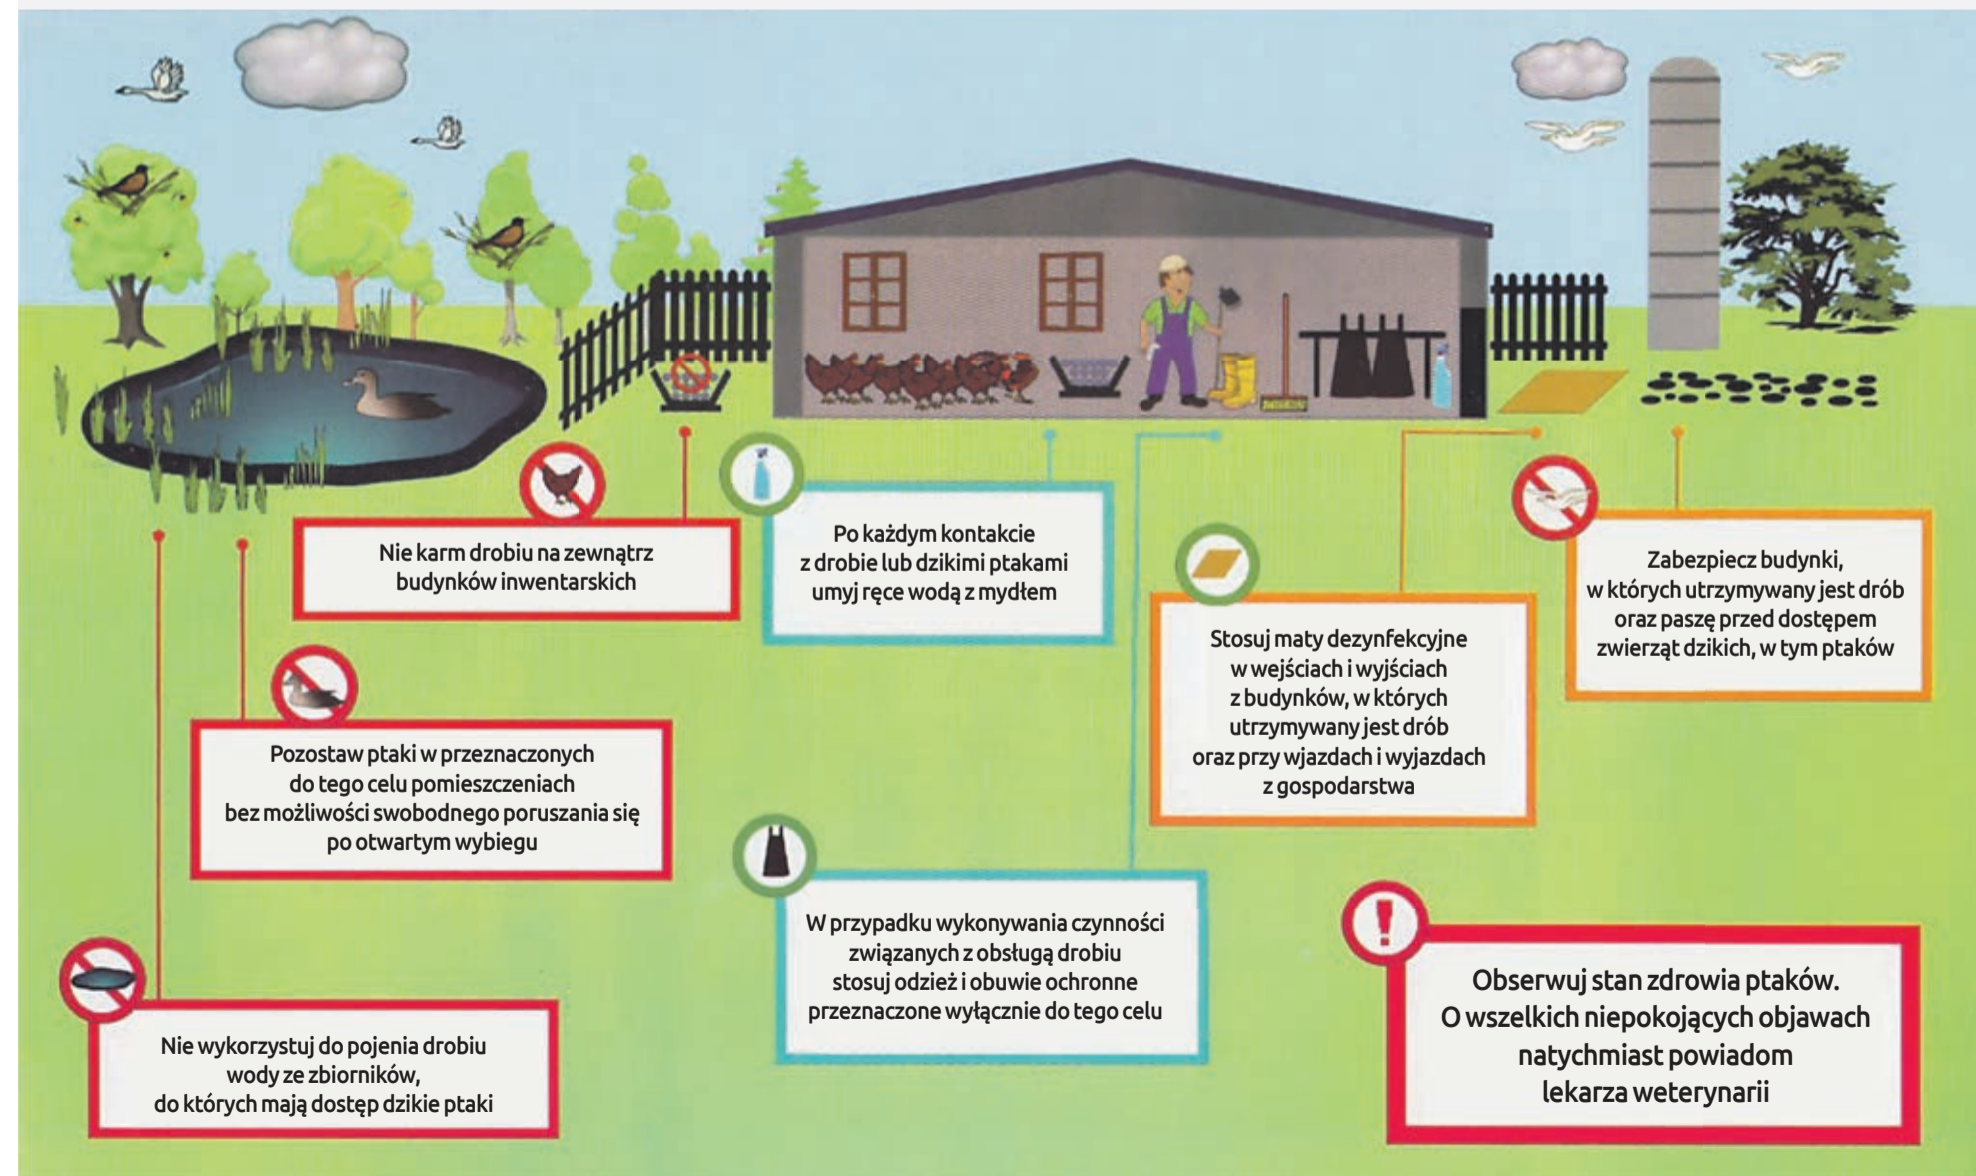 Nie karm drobiu na zewnątrz
budynków inwentarskich
Po każdym kontakcie
z drobie lub dzikimi ptakami
umyj ręce wodą z mydłem
Zabezpiecz budynki,
w których utrzymywany jest drób
oraz paszę przed dostępem
zwierząt dzikich, w tym ptaków
Stosuj maty dezynfekcyjne
w wejściach i wyjściach
z budynków, w których
utrzymywany jest drób
oraz przy wjazdach i wyjazdach
z gospodarstwa
Pozostaw ptaki w przeznaczonych
do tego celu pomieszczeniach
bez możliwości swobodnego poruszania się
po otwartym wybiegu
W przypadku wykonywania czynności
związanych z obsługą drobiu
stosuj odzież i obuwie ochronne
przeznaczone wyłącznie do tego celu
Nie wykorzystuj do pojenia drobiu
wody ze zbiorników,
do których mają dostęp dzikie ptaki
!
Obserwuj stan zdrowia ptaków.
O wszelkich niepokojących objawach
natychmiast powiadom
lekarza weterynarii